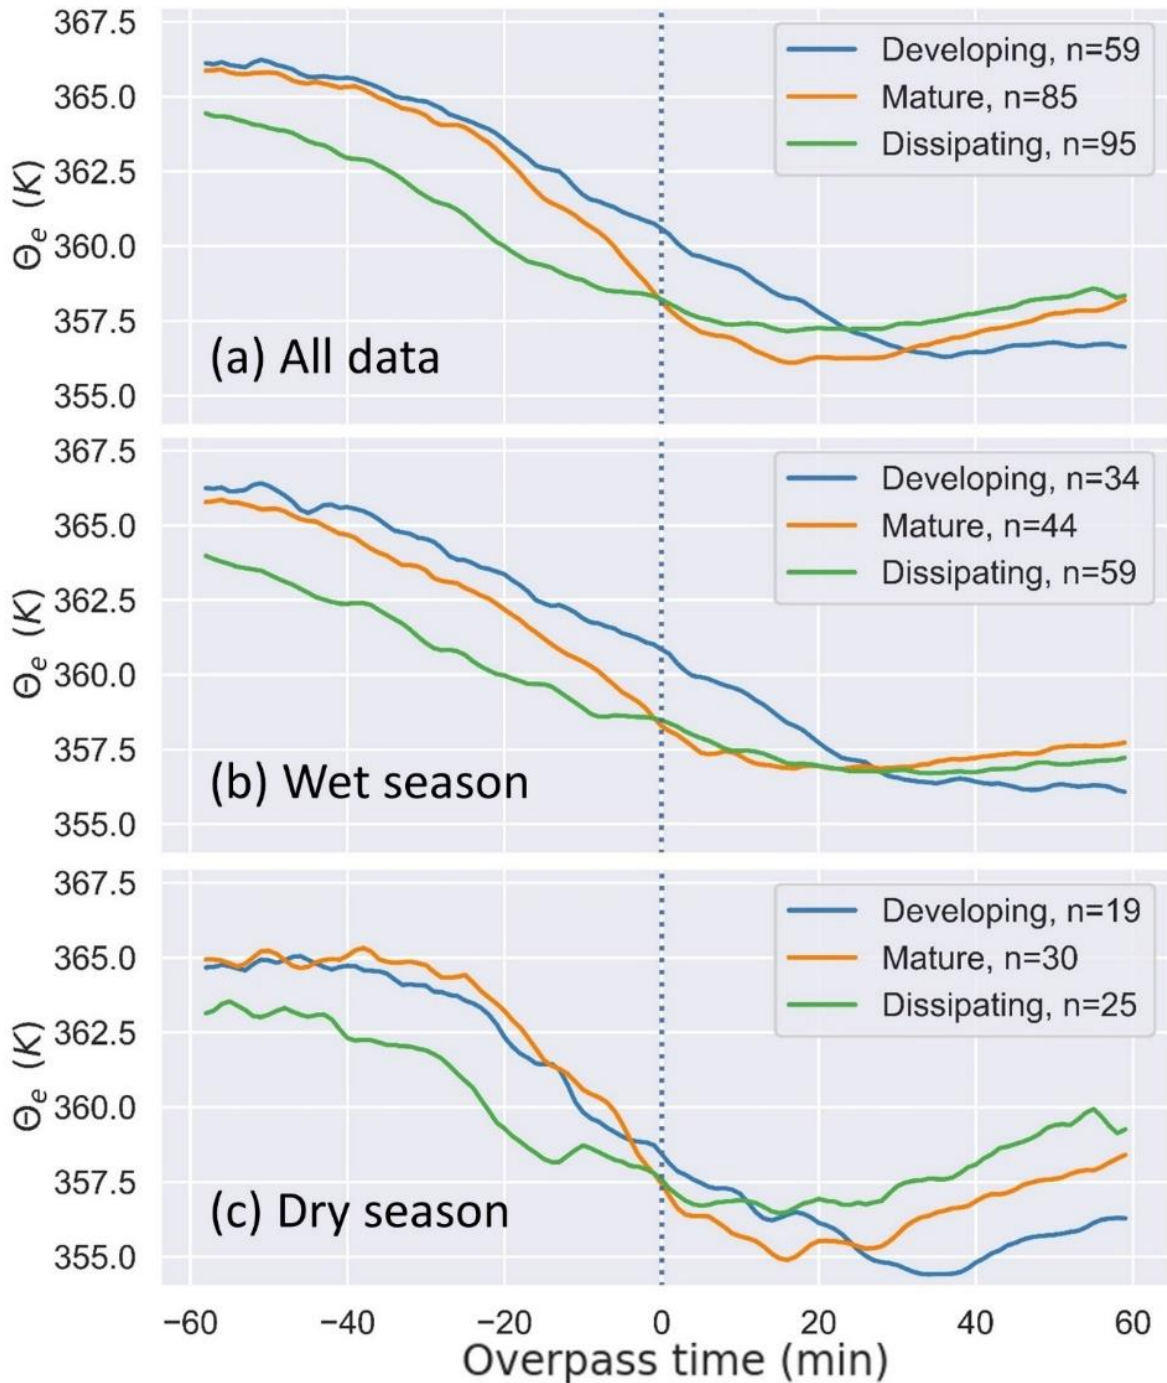 367.5
365.0
362.5
360.0
357.5
355.0
Θe (K)
Developing, n=59
Mature, n=85
Dissipating, n=95
(a) All data
367.5
365.0
362.5
360.0
357.5
355.0
Θe (K)
Developing, n=34
Mature, n=44
Dissipating, n=59
(b) Wet season
367.5
365.0
362.5
360.0
357.5
355.0
Θe (K)
Developing, n=19
Mature, n=30
Dissipating, n=25
(c) Dry season
−60 −40 −20 0 20 40 60
Overpass time (min)